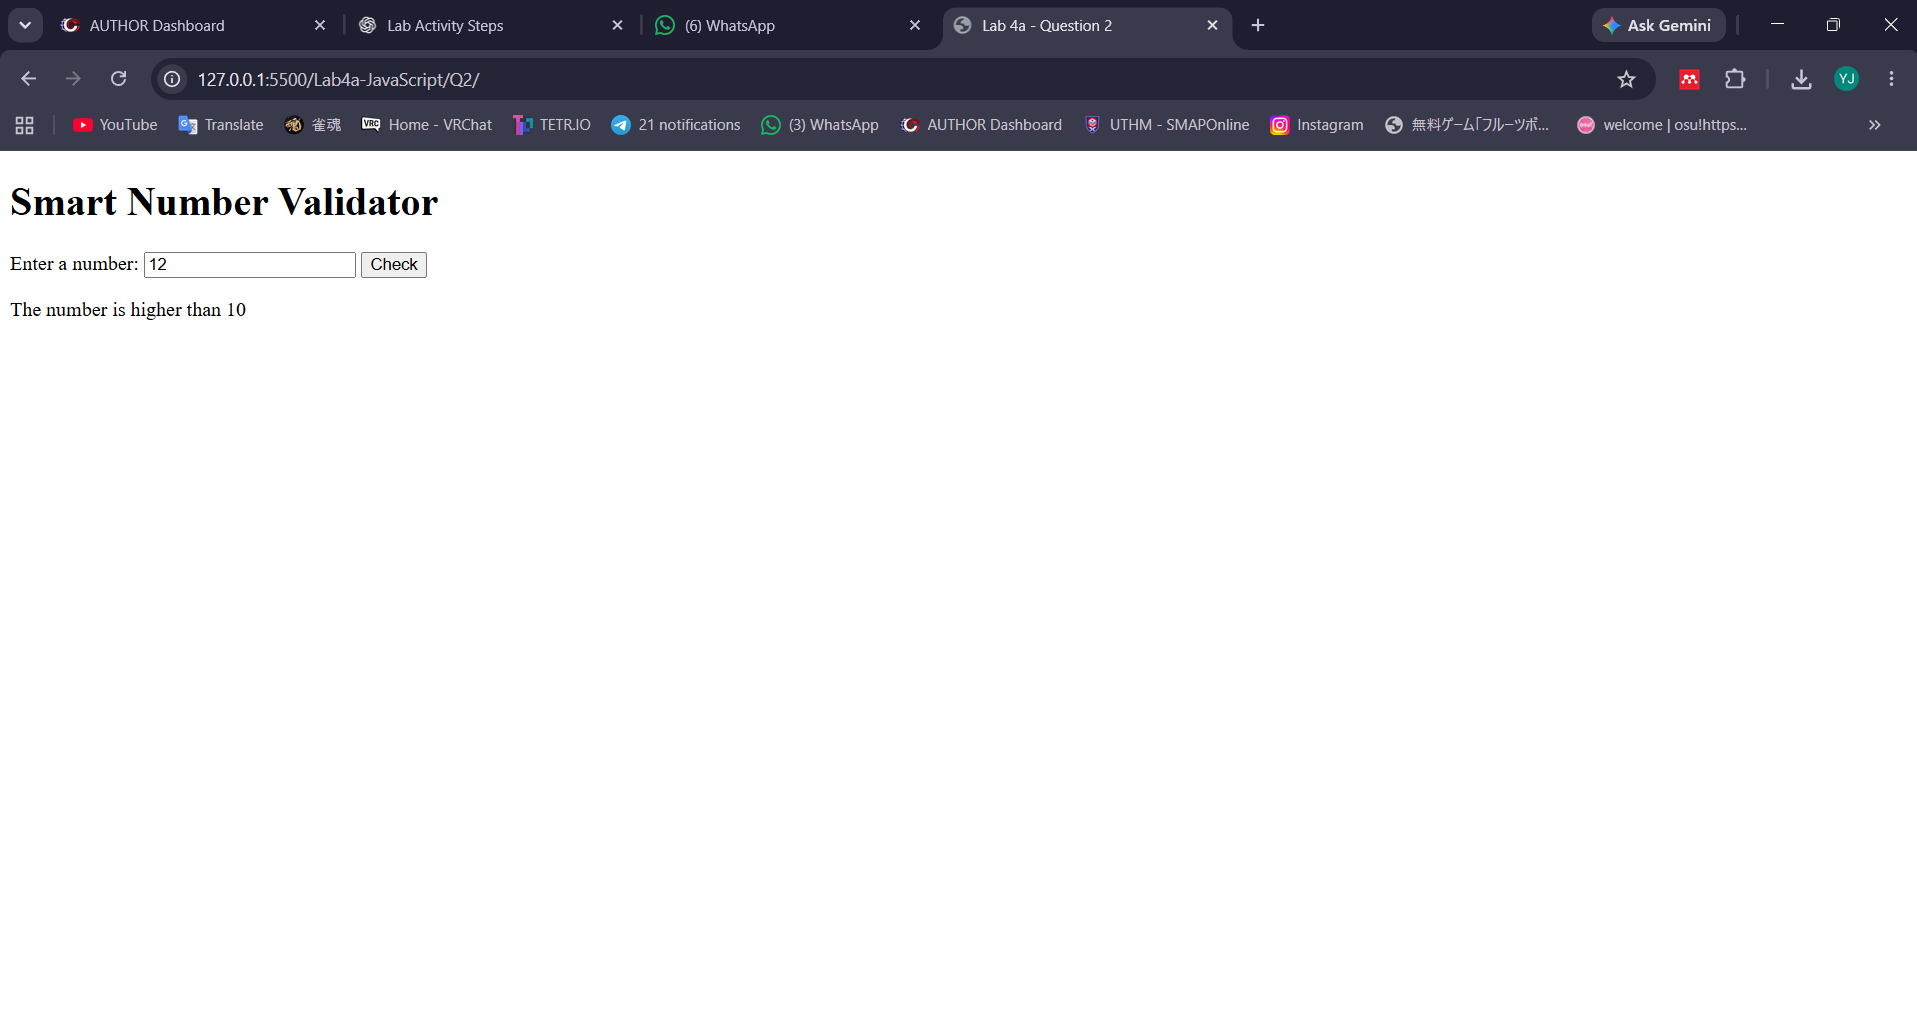 AUTHOR Dashboard
Lab Activity Steps
(6) WhatsApp
Lab 4a - Question 2
Ask Gemini
127.0.0.1:5500/Lab4a-JavaScript/Q2/
YJ
YouTube
Translate
雀魂
VRC
Home - VRChat
TETR.IO
21 notifications
(3) WhatsApp
AUTHOR Dashboard
UTHM - SMAPOnline
Instagram
無料ゲーム「フルーツボ...
welcome | osu!https...
Smart Number Validator
Enter a number: 12 Check
The number is higher than 10